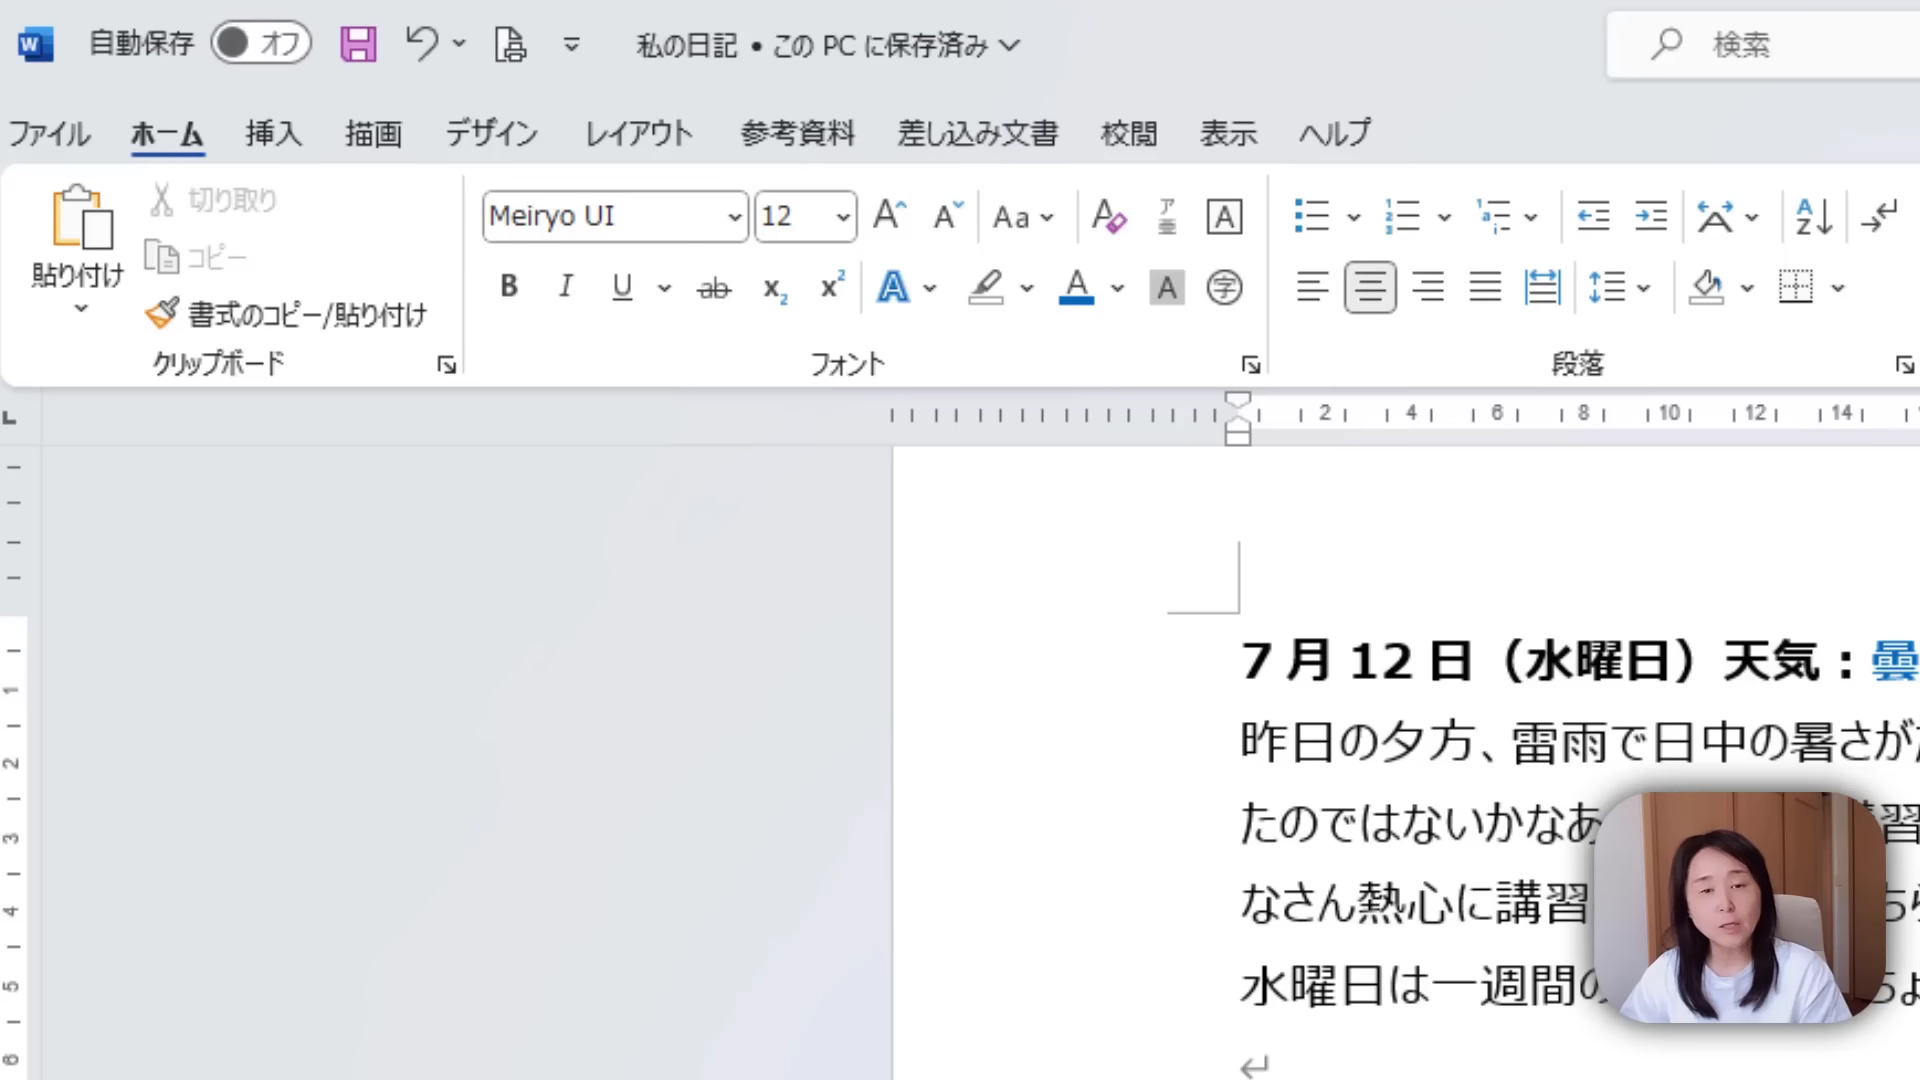 自動保存 オフ 私の日記 • この PC に保存済み 検索
ファイル ホーム 挿入 描画 デザイン レイアウト 参考資料 差し込み文書 校閲 表示 ヘルプ
貼り付け
切り取り
コピー
書式のコピー/貼り付け
クリップボード
Meiryo UI 12
フォント
段落
2 4 6 8 10 12 14
7 月 12 日（水曜日）天気：曇
昨日の夕方、雷雨で日中の暑さが
たのではないかなあ 習
なさん熱心に講習
水曜日は一週間の
1
2
3
4
5
6